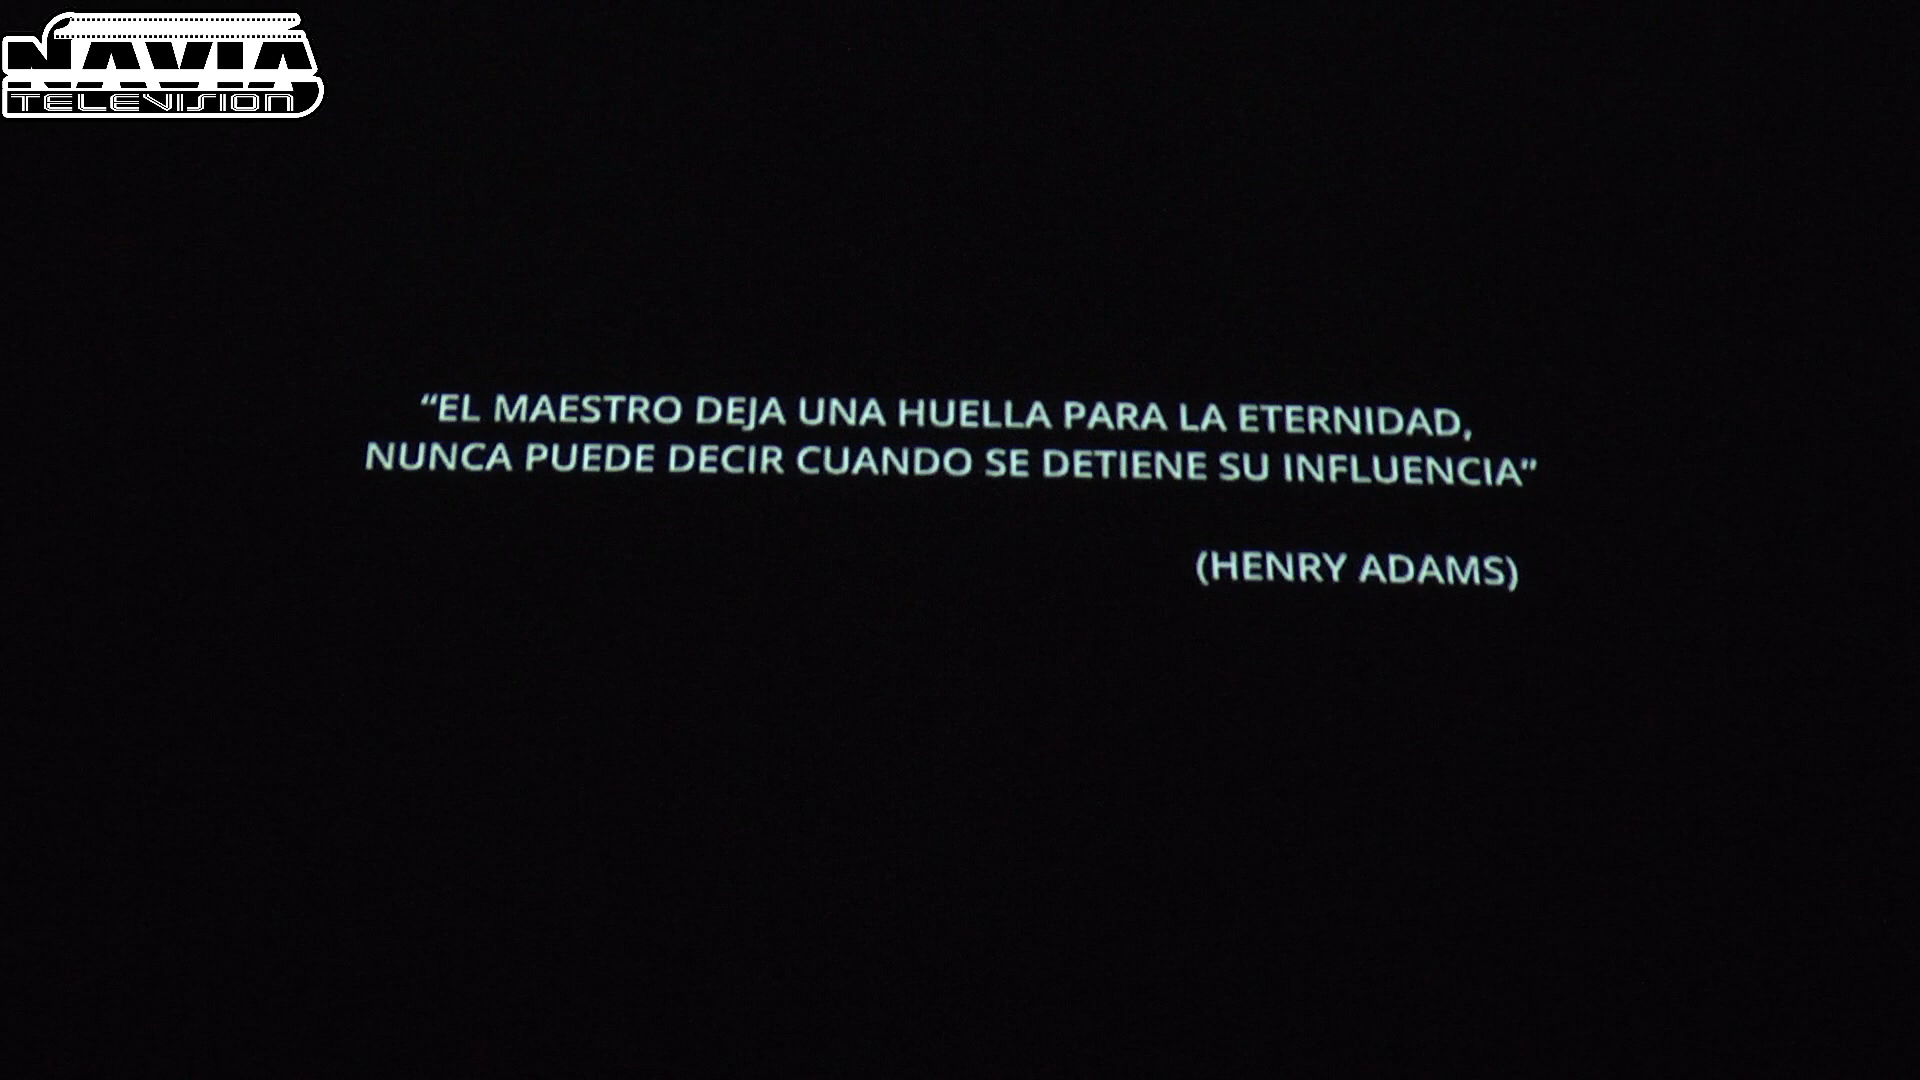 NAVIA
TELEVISION
“EL MAESTRO DEJA UNA HUELLA PARA LA ETERNIDAD,
NUNCA PUEDE DECIR CUANDO SE DETIENE SU INFLUENCIA”
(HENRY ADAMS)